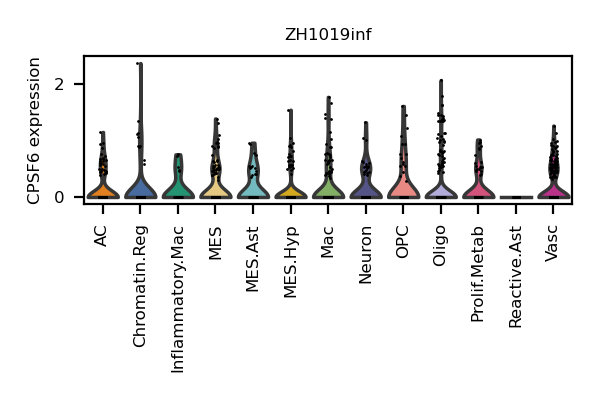 ZH1019inf
CPSF6 expression
2
0
AC
Chromatin.Reg
Inflammatory.Mac
MES
MES.Ast
MES.Hyp
Mac
Neuron
OPC
Oligo
Prolif.Metab
Reactive.Ast
Vasc